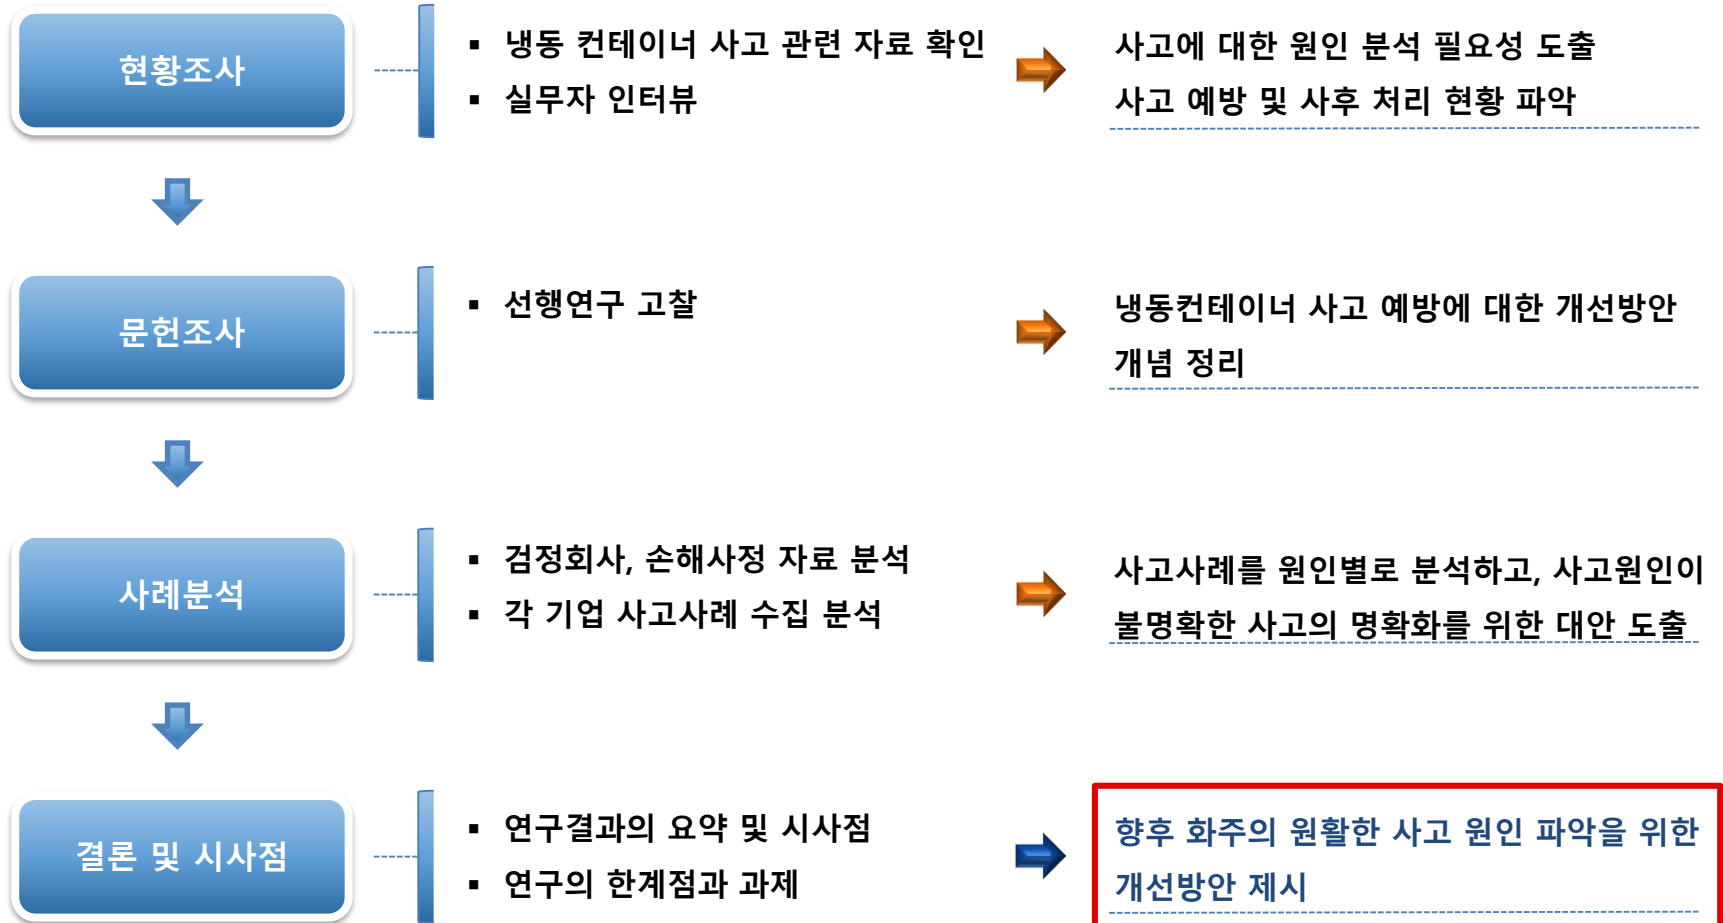 현황조사
▪ 냉동 컨테이너 사고 관련 자료 확인
▪ 실무자 인터뷰
사고에 대한 원인 분석 필요성 도출
사고 예방 및 사후 처리 현황 파악
문헌조사
▪ 선행연구 고찰
냉동컨테이너 사고 예방에 대한 개선방안
개념 정리
사례분석
▪ 검정회사, 손해사정 자료 분석
▪ 각 기업 사고사례 수집 분석
사고사례를 원인별로 분석하고, 사고원인이
불명확한 사고의 명확화를 위한 대안 도출
결론 및 시사점
▪ 연구결과의 요약 및 시사점
▪ 연구의 한계점과 과제
향후 화주의 원활한 사고 원인 파악을 위한
개선방안 제시